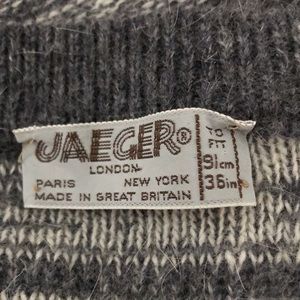 JAEGER®
LONDON
PARIS NEW YORK
MADE IN GREAT BRITAIN
TO FIT
91cm
36in